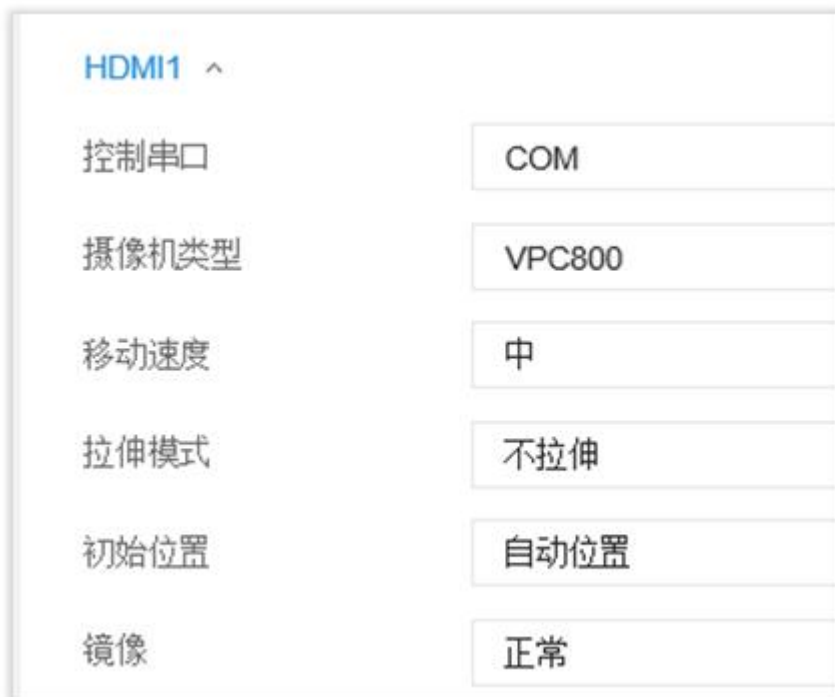 HDMI1
控制串口 COM
摄像机类型 VPC800
移动速度 中
拉伸模式 不拉伸
初始位置 自动位置
镜像 正常